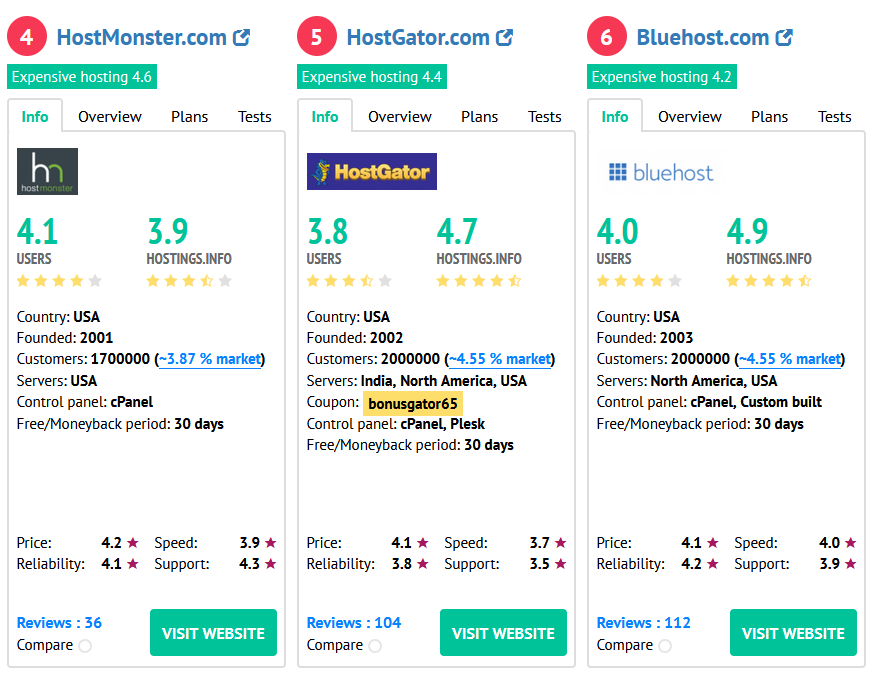 4 HostMonster.com
Expensive hosting 4.6
Info Overview Plans Tests
hn
hostmonster
4.1 3.9
USERS HOSTINGS.INFO
Country: USA
Founded: 2001
Customers: 1700000 (~3.87 % market)
Servers: USA
Control panel: cPanel
Free/Moneyback period: 30 days
Price: 4.2 Speed: 3.9
Reliability: 4.1 Support: 4.3
Reviews : 36
Compare
VISIT WEBSITE
5 HostGator.com
Expensive hosting 4.4
Info Overview Plans Tests
HostGator
3.8 4.7
USERS HOSTINGS.INFO
Country: USA
Founded: 2002
Customers: 2000000 (~4.55 % market)
Servers: India, North America, USA
Coupon: bonusgator65
Control panel: cPanel, Plesk
Free/Moneyback period: 30 days
Price: 4.1 Speed: 3.7
Reliability: 3.8 Support: 3.5
Reviews : 104
Compare
VISIT WEBSITE
6 Bluehost.com
Expensive hosting 4.2
Info Overview Plans Tests
bluehost
4.0 4.9
USERS HOSTINGS.INFO
Country: USA
Founded: 2003
Customers: 2000000 (~4.55 % market)
Servers: North America, USA
Control panel: cPanel, Custom built
Free/Moneyback period: 30 days
Price: 4.1 Speed: 4.0
Reliability: 4.2 Support: 3.9
Reviews : 112
Compare
VISIT WEBSITE